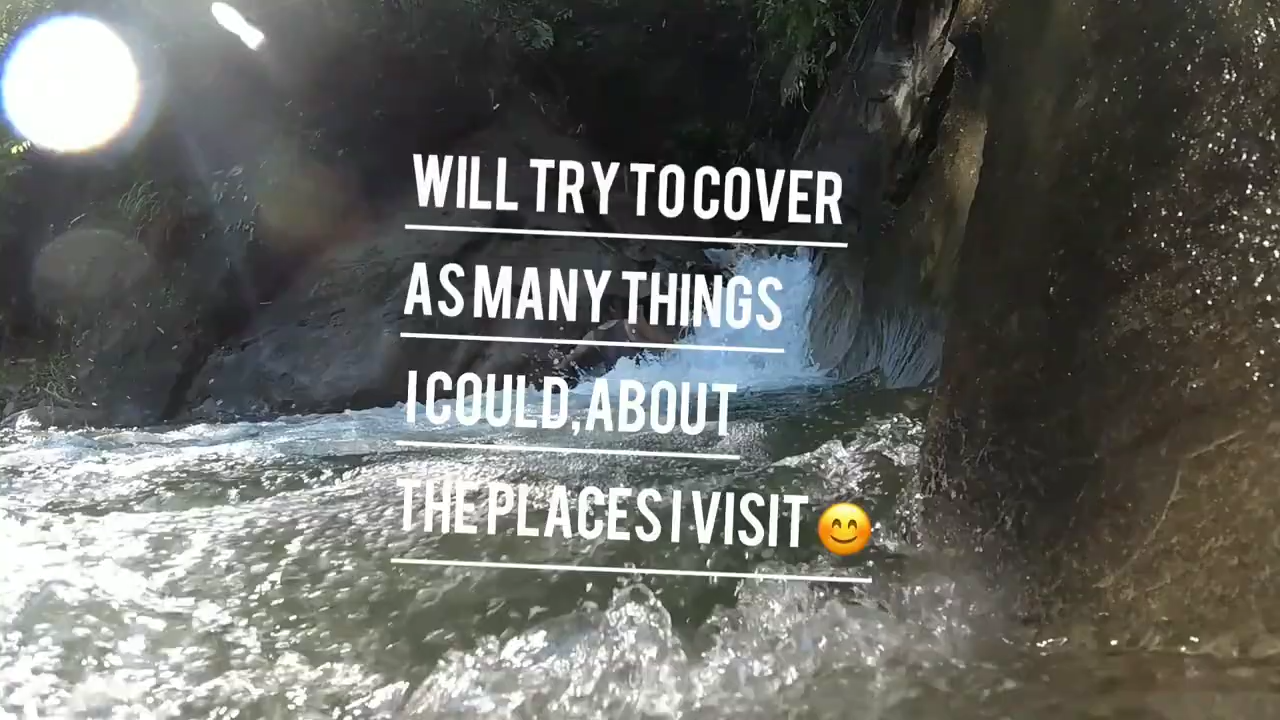 WILL TRY TO COVER
AS MANY THINGS
I COULD, ABOUT
THE PLACES I VISIT 😊